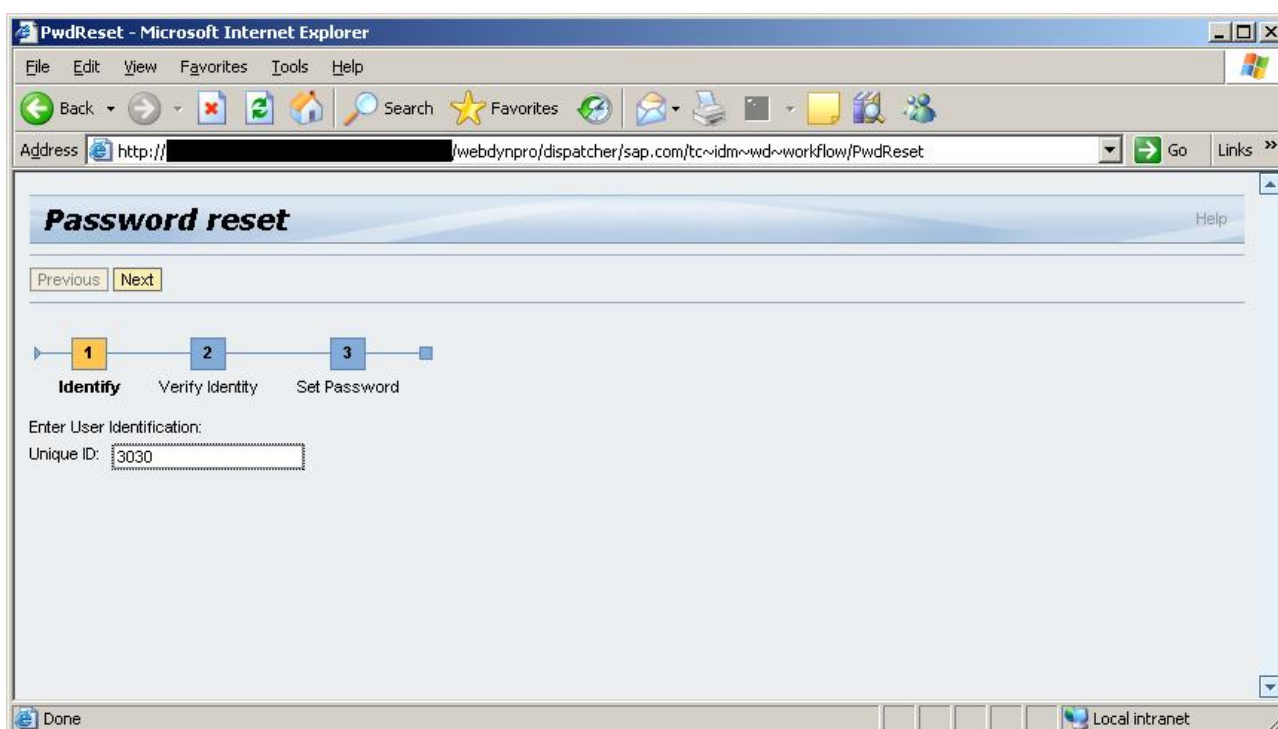 PwdReset - Microsoft Internet Explorer
File Edit View Favorites Tools Help
Back Search Favorites
Address http:// /webdynpro/dispatcher/sap.com/tc~idm~wd~workflow/PwdReset Go Links »
Password reset Help
Previous Next
1 2 3
Identify Verify Identity Set Password
Enter User Identification:
Unique ID: 3030
Done Local intranet